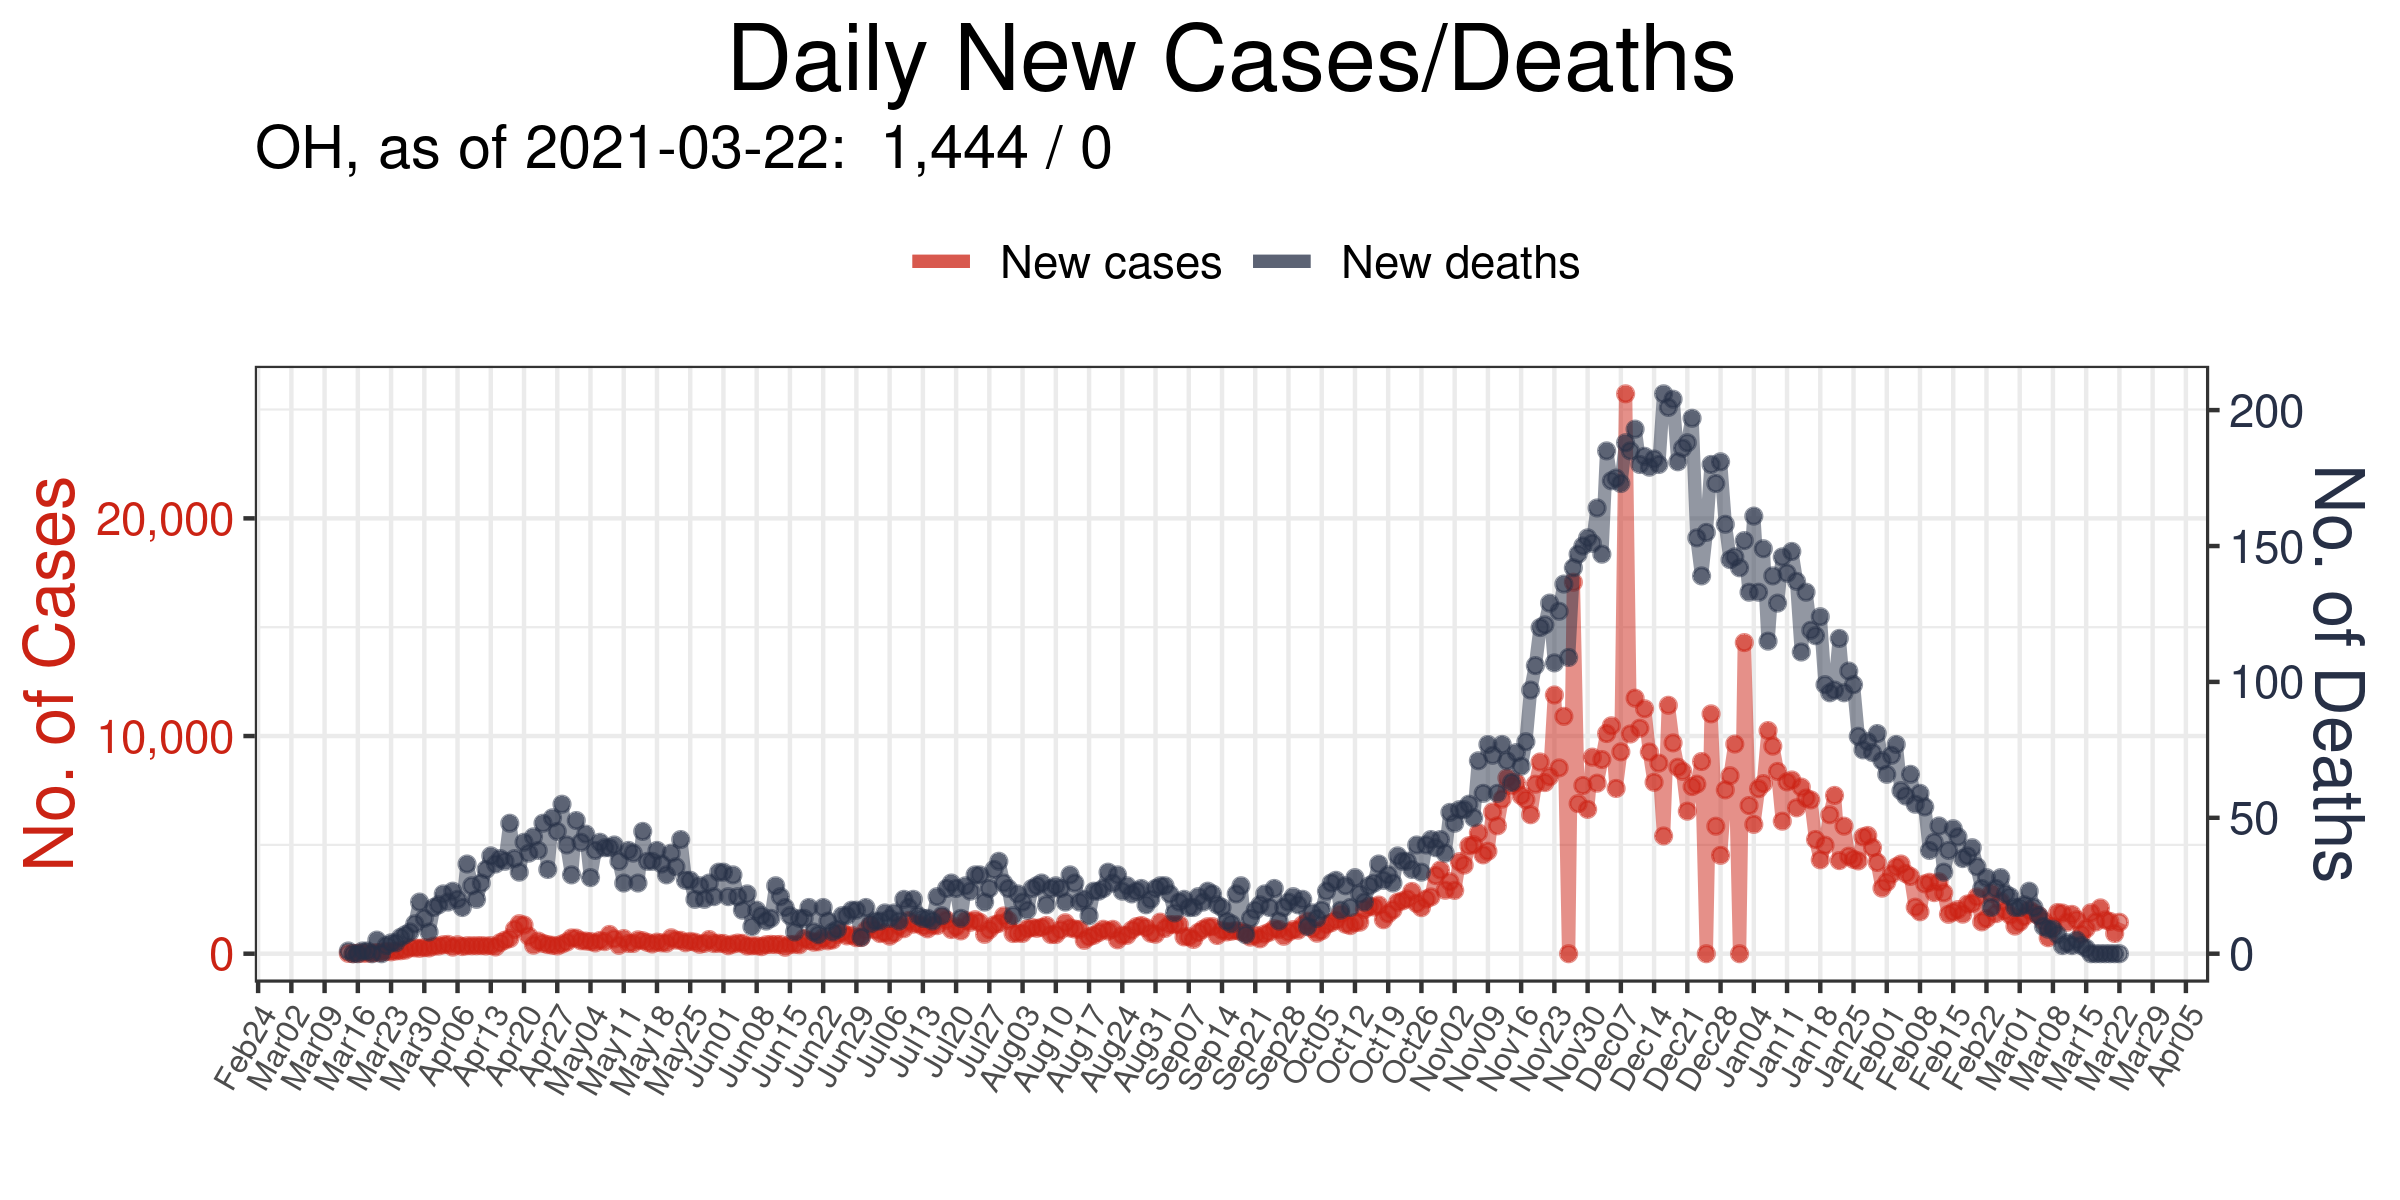 Daily New Cases/Deaths
OH, as of 2021-03-22:  1,444 / 0
New cases
New deaths
No. of Cases
20,000
10,000
0
200
150
100
50
0
No. of Deaths
Feb24
Mar02
Mar09
Mar16
Mar23
Mar30
Apr06
Apr13
Apr20
Apr27
May04
May11
May18
May25
Jun01
Jun08
Jun15
Jun22
Jun29
Jul06
Jul13
Jul20
Jul27
Aug03
Aug10
Aug17
Aug24
Aug31
Sep07
Sep14
Sep21
Sep28
Oct05
Oct12
Oct19
Oct26
Nov02
Nov09
Nov16
Nov23
Nov30
Dec07
Dec14
Dec21
Dec28
Jan04
Jan11
Jan18
Jan25
Feb01
Feb08
Feb15
Feb22
Mar01
Mar08
Mar15
Mar22
Mar29
Apr05